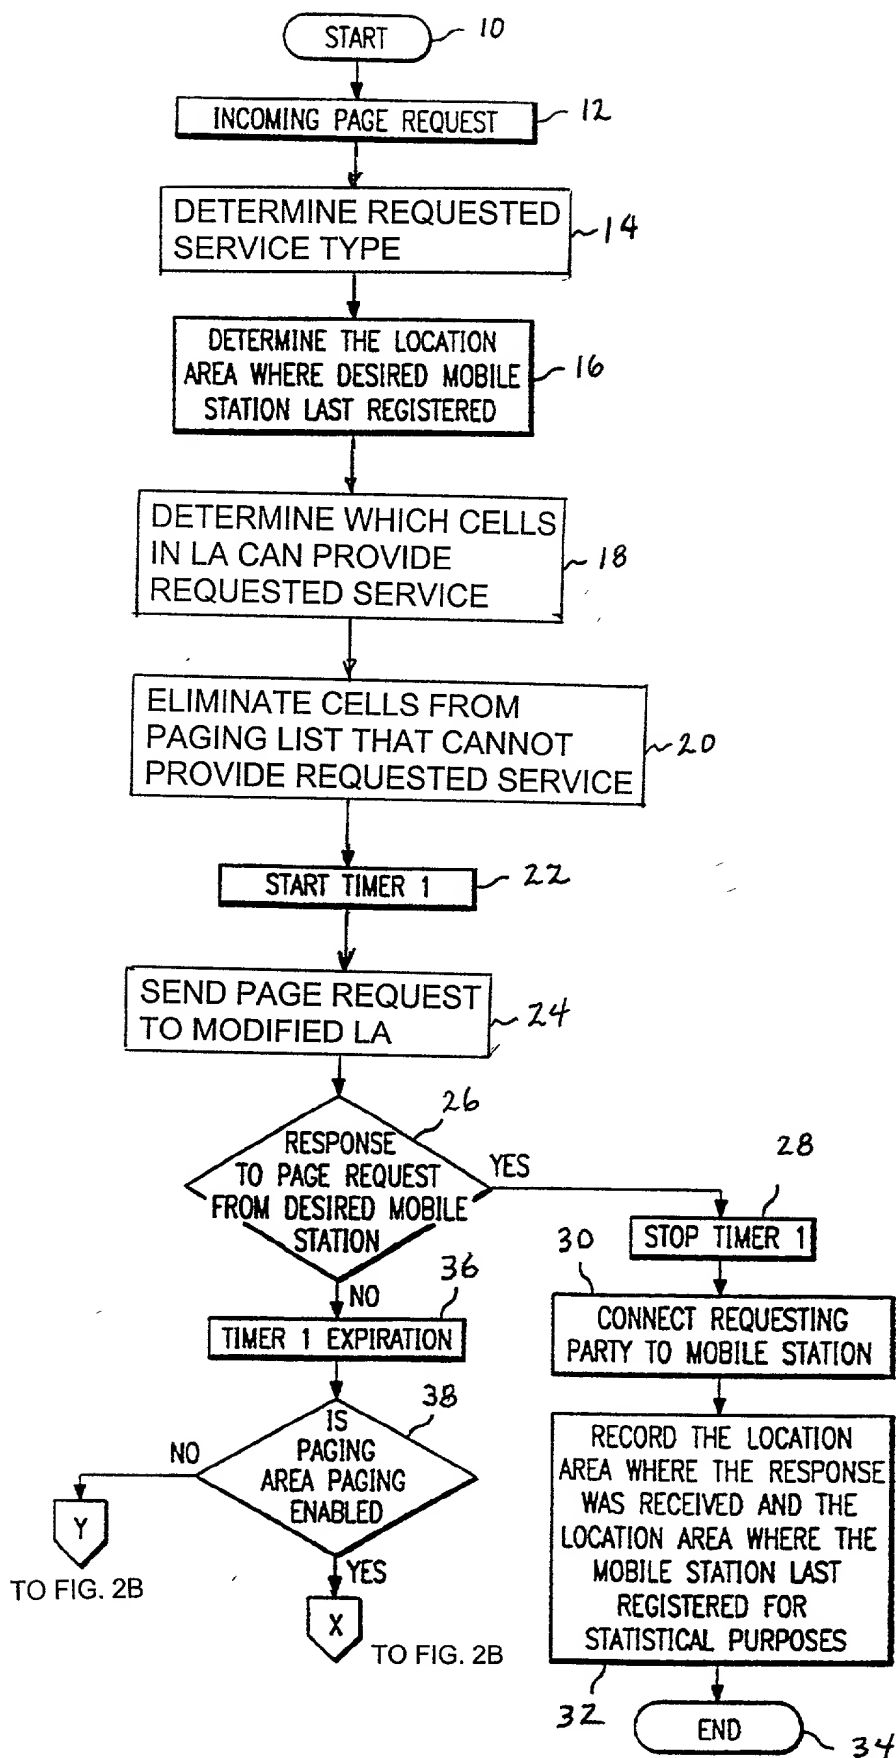 START
10
INCOMING PAGE REQUEST
12
DETERMINE REQUESTED
SERVICE TYPE
14
DETERMINE THE LOCATION
AREA WHERE DESIRED MOBILE
STATION LAST REGISTERED
16
DETERMINE WHICH CELLS
IN LA CAN PROVIDE
REQUESTED SERVICE
18
ELIMINATE CELLS FROM
PAGING LIST THAT CANNOT
PROVIDE REQUESTED SERVICE
20
START TIMER 1
22
SEND PAGE REQUEST
TO MODIFIED LA
24
26
RESPONSE
TO PAGE REQUEST
FROM DESIRED MOBILE
STATION
YES
28
STOP TIMER 1
30
CONNECT REQUESTING
PARTY TO MOBILE STATION
RECORD THE LOCATION
AREA WHERE THE RESPONSE
WAS RECEIVED AND THE
LOCATION AREA WHERE THE
MOBILE STATION LAST
REGISTERED FOR
STATISTICAL PURPOSES
32
END
34
NO
36
TIMER 1 EXPIRATION
38
IS
PAGING
AREA PAGING
ENABLED
NO
Y
TO FIG. 2B
YES
X
TO FIG. 2B